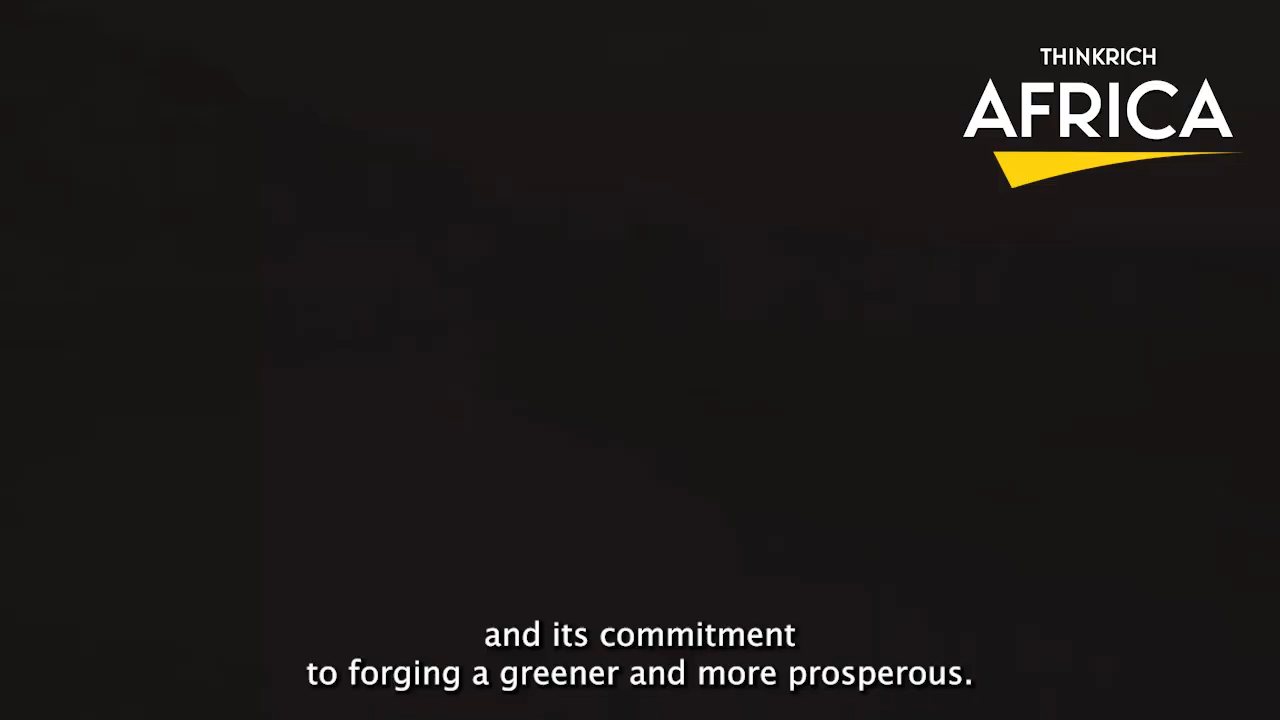 THINKRICH
AFRICA
and its commitment
to forging a greener and more prosperous.